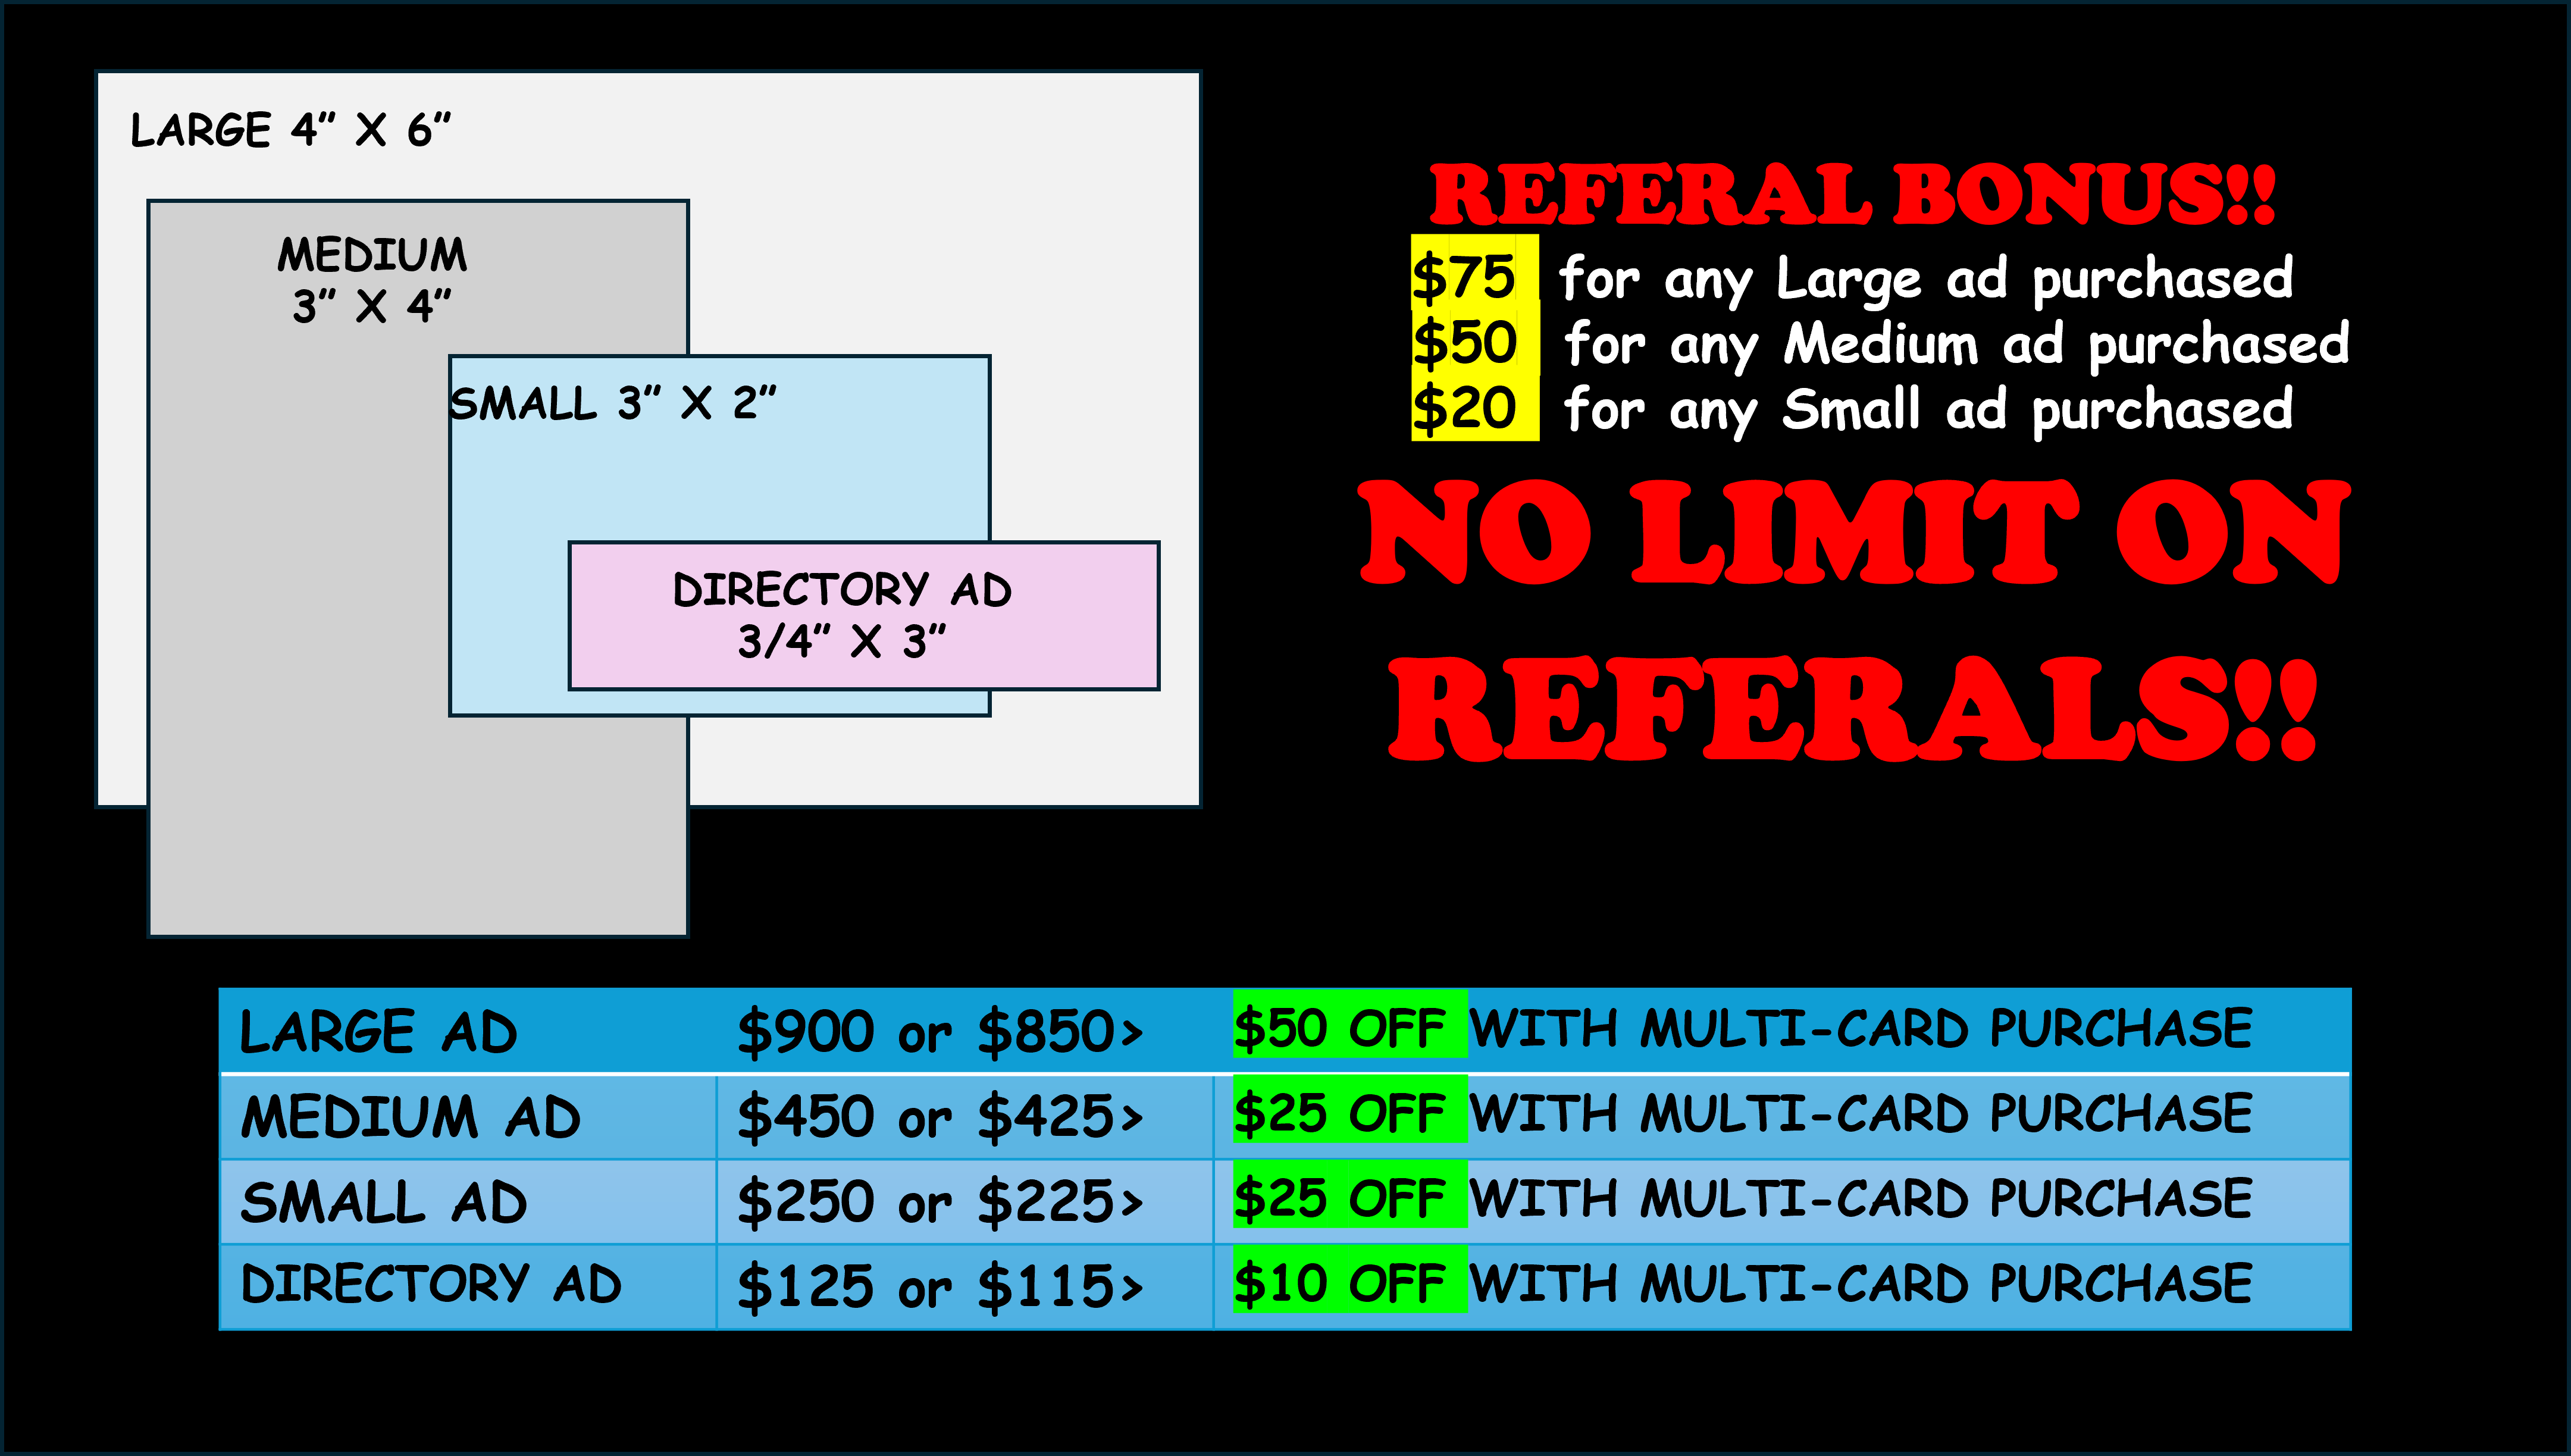 LARGE 4” X 6”
MEDIUM
3” X 4”
SMALL 3” X 2”
DIRECTORY AD
3/4” X 3”
REFERAL BONUS!!
$75 for any Large ad purchased
$50 for any Medium ad purchased
$20 for any Small ad purchased
NO LIMIT ON
REFERALS!!
LARGE AD $900 or $850> $50 OFF WITH MULTI-CARD PURCHASE
MEDIUM AD $450 or $425> $25 OFF WITH MULTI-CARD PURCHASE
SMALL AD $250 or $225> $25 OFF WITH MULTI-CARD PURCHASE
DIRECTORY AD $125 or $115> $10 OFF WITH MULTI-CARD PURCHASE